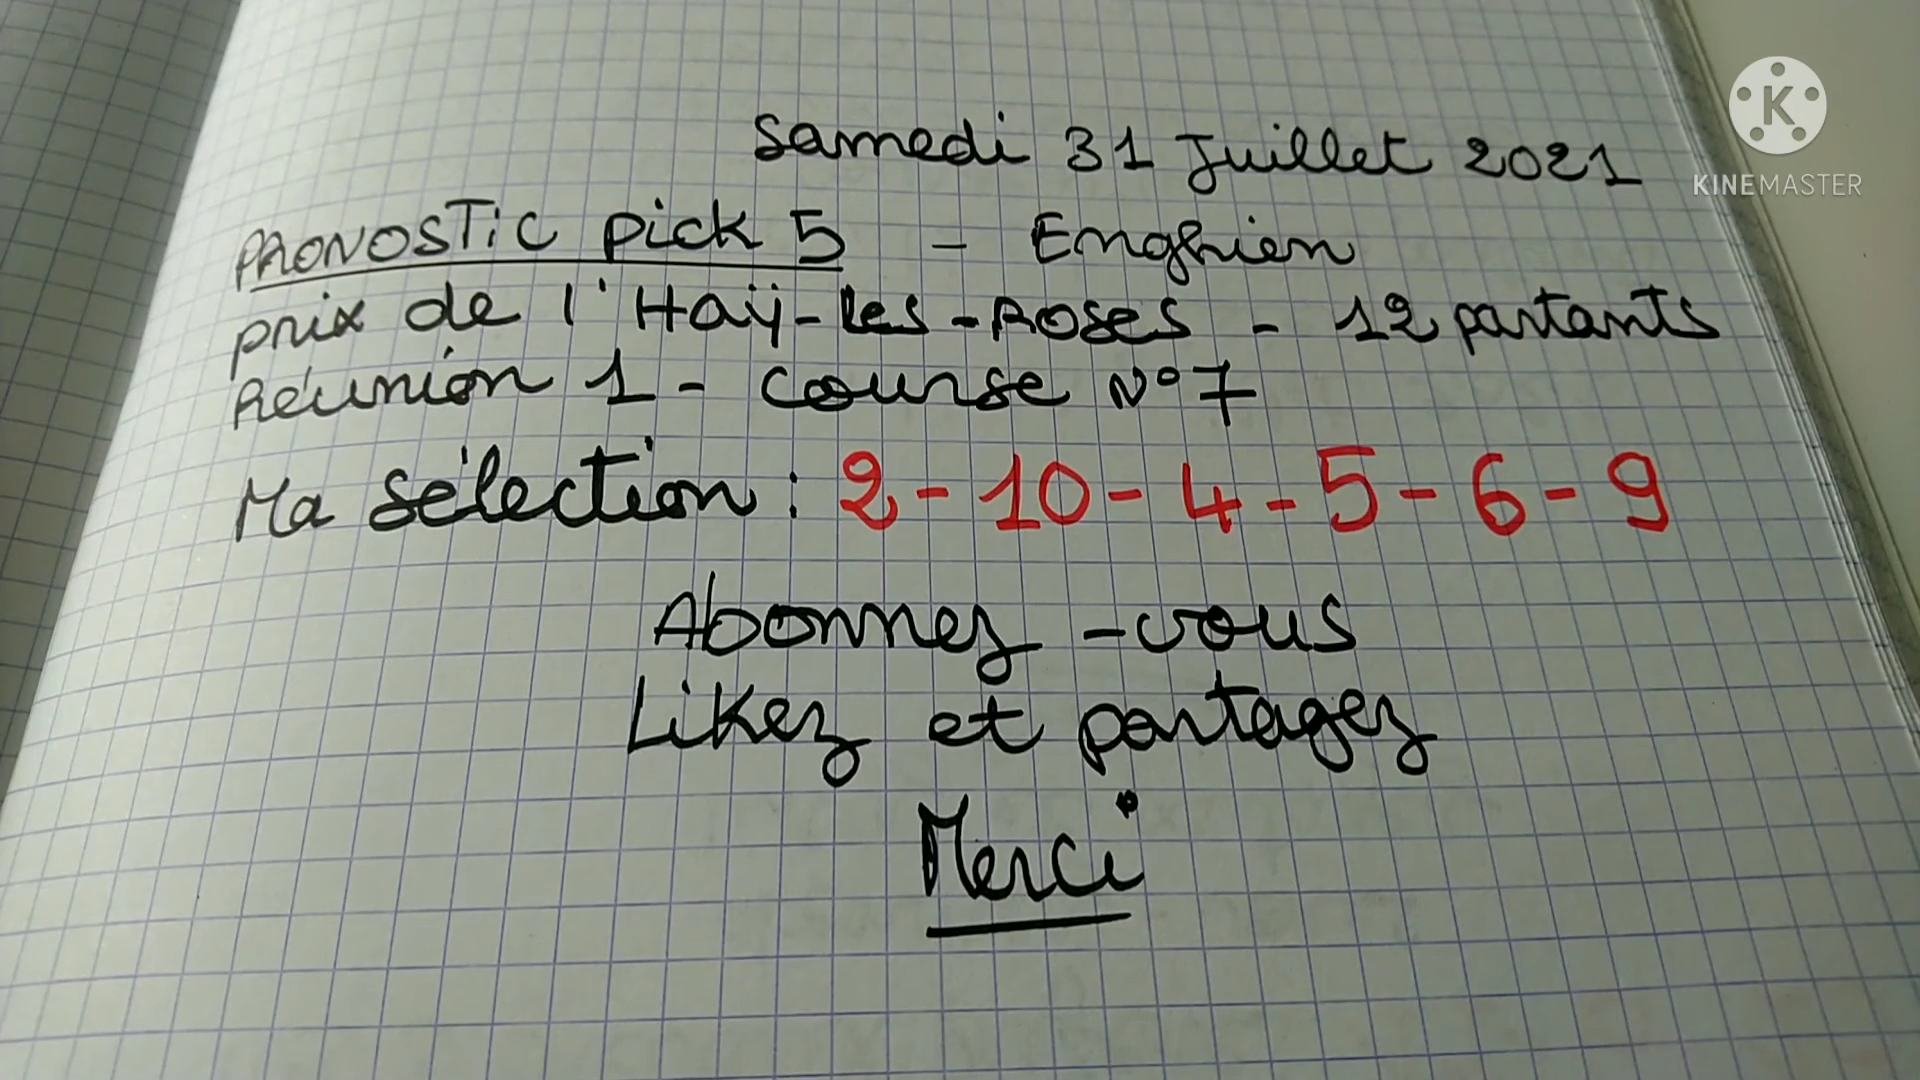 Samedi 31 Juillet 2021
K
KINEMASTER
PRONOSTIC pick 5 - Enghien
prix de l'Haÿ-les-Roses - 12 partants
Réunion 1 - course N°7
Ma sélection : 2 - 10 - 4 - 5 - 6 - 9
Abonnez-vous
Likez et partagez
Merci